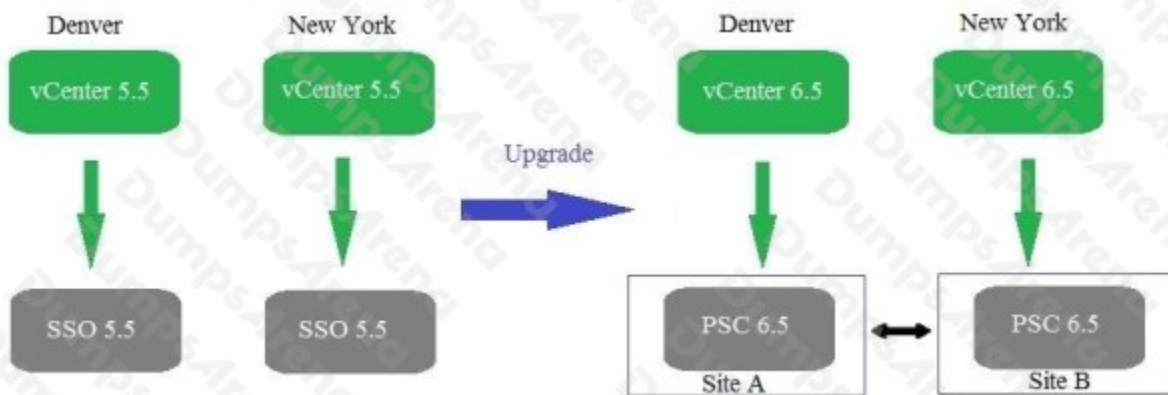 Denver
New York
Denver
New York
vCenter 5.5
vCenter 5.5
vCenter 6.5
vCenter 6.5
Upgrade
SSO 5.5
SSO 5.5
PSC 6.5
PSC 6.5
Site A
Site B
DumpsArena